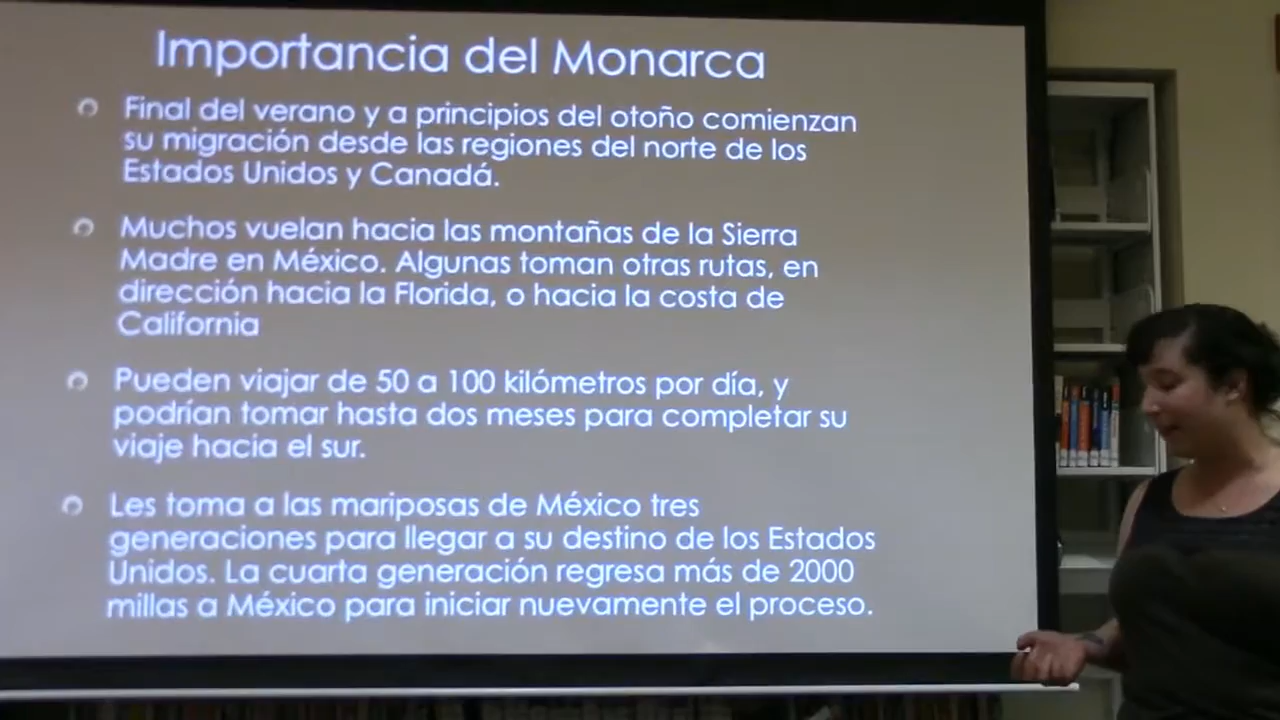 Importancia del Monarca
Final del verano y a principios del otoño comienzan
su migración desde las regiones del norte de los
Estados Unidos y Canadá.
Muchos vuelan hacia las montañas de la Sierra
Madre en México. Algunas toman otras rutas, en
dirección hacia la Florida, o hacia la costa de
California
Pueden viajar de 50 a 100 kilómetros por día, y
podrían tomar hasta dos meses para completar su
viaje hacia el sur.
Les toma a las mariposas de México tres
generaciones para llegar a su destino de los Estados
Unidos. La cuarta generación regresa más de 2000
millas a México para iniciar nuevamente el proceso.